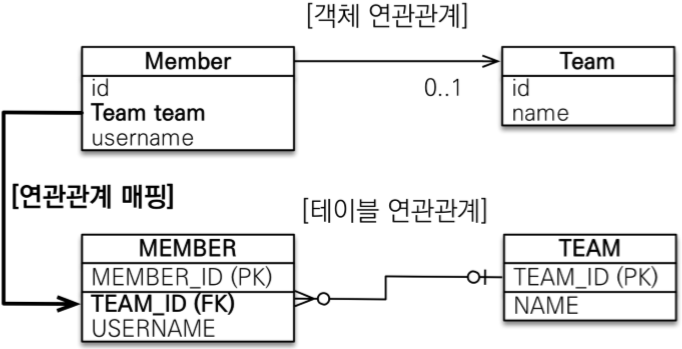 [객체 연관관계]
Member
id
Team team
username
0..1
Team
id
name
[연관관계 매핑]
[테이블 연관관계]
MEMBER
MEMBER_ID (PK)
TEAM_ID (FK)
USERNAME
TEAM
TEAM_ID (PK)
NAME